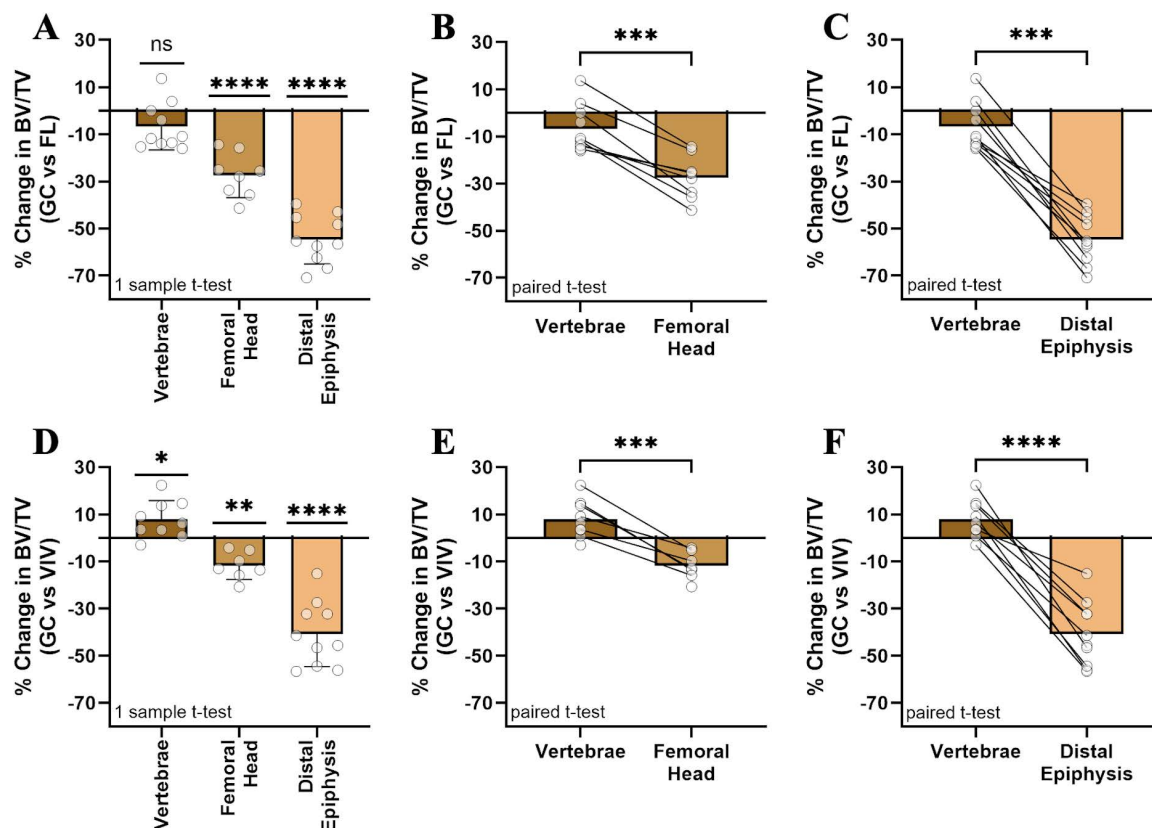 A
% Change in BV/TV
(GC vs FL)
30
10
-10
-30
-50
-70
ns
****
****
1 sample t-test
Vertebrae
Femoral
Head
Distal
Epiphysis
B
% Change in BV/TV
(GC vs FL)
30
10
-10
-30
-50
-70
***
paired t-test
Vertebrae
Femoral
Head
C
% Change in BV/TV
(GC vs FL)
30
10
-10
-30
-50
-70
***
paired t-test
Vertebrae
Distal
Epiphysis
D
% Change in BV/TV
(GC vs VIV)
30
10
-10
-30
-50
-70
*
**
****
1 sample t-test
Vertebrae
Femoral
Head
Distal
Epiphysis
E
% Change in BV/TV
(GC vs VIV)
30
10
-10
-30
-50
-70
***
paired t-test
Vertebrae
Femoral
Head
F
% Change in BV/TV
(GC vs VIV)
30
10
-10
-30
-50
-70
****
paired t-test
Vertebrae
Distal
Epiphysis